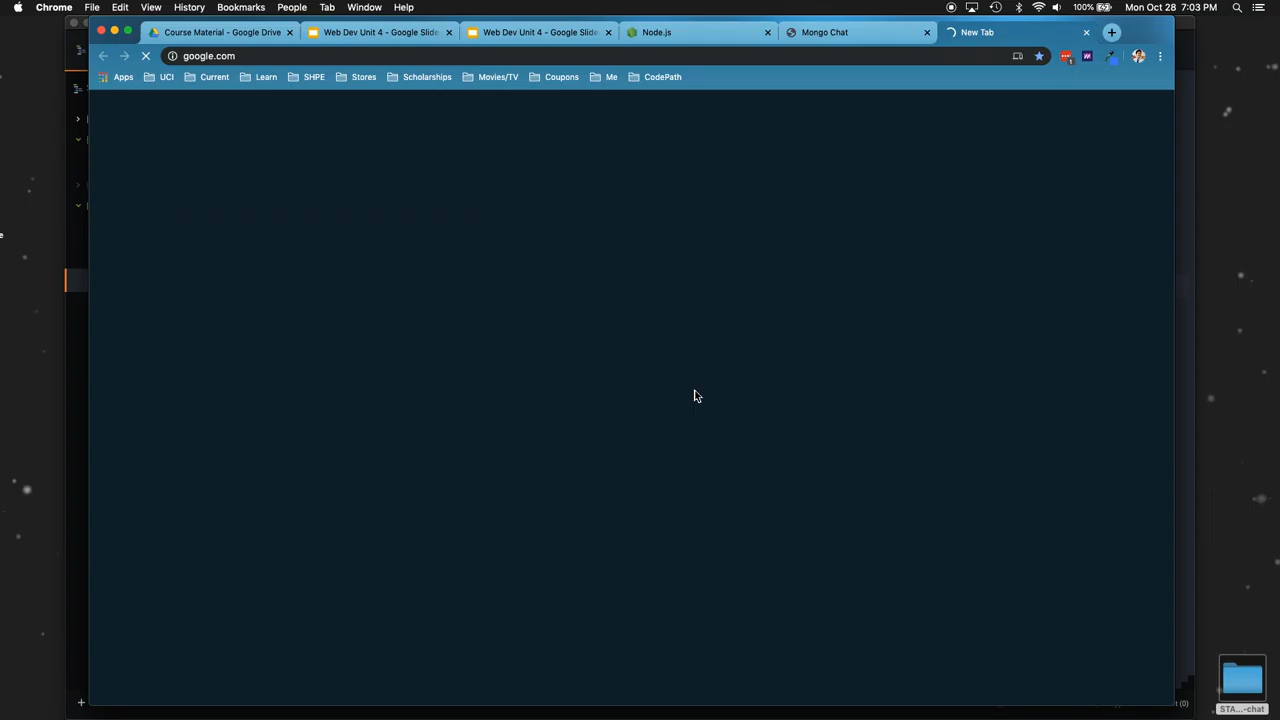 Chrome File Edit View History Bookmarks People Tab Window Help 100% Mon Oct 28 7:03 PM
Course Material - Google Drive Web Dev Unit 4 - Google Slide Web Dev Unit 4 - Google Slide Node.js Mongo Chat New Tab
google.com
Apps UCI Current Learn SHPE Stores Scholarships Movies/TV Coupons Me CodePath
e
t (0)
STA...-chat